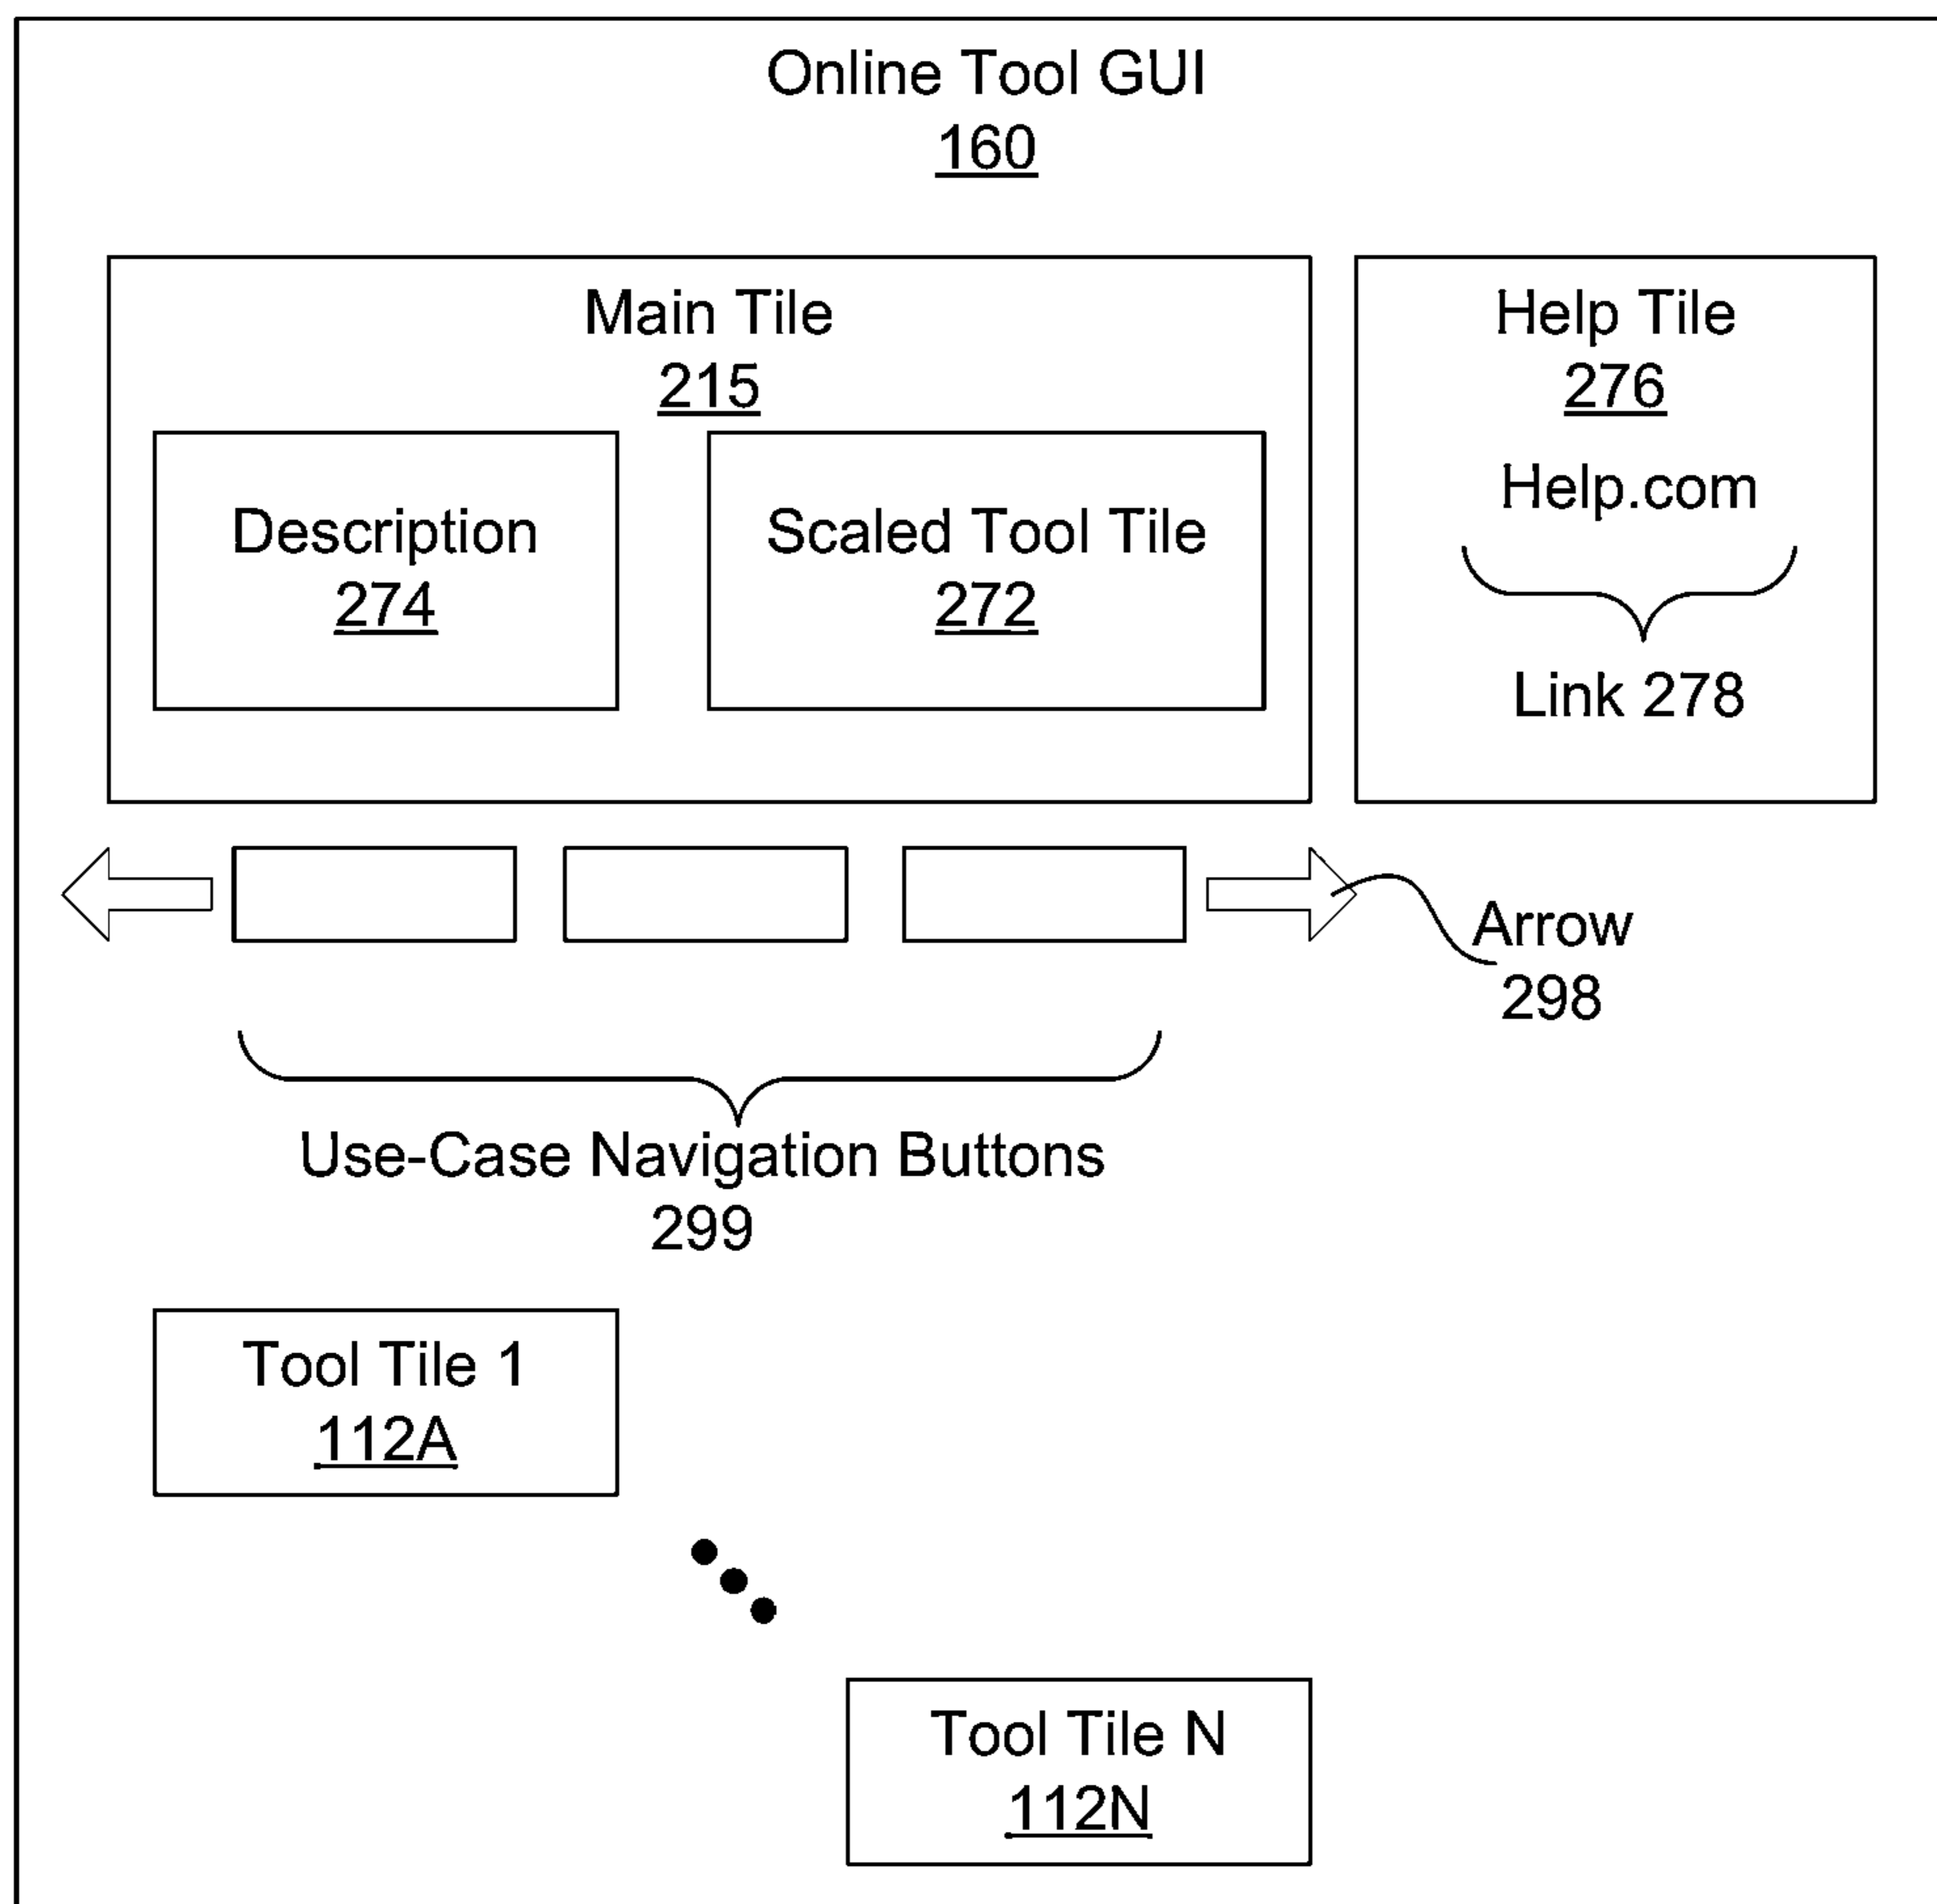 Online Tool GUI
160
Main Tile
215
Description
274
Scaled Tool Tile
272
Help Tile
276
Help.com
Link 278
Arrow
298
Use-Case Navigation Buttons
299
Tool Tile 1
112A
Tool Tile N
112N